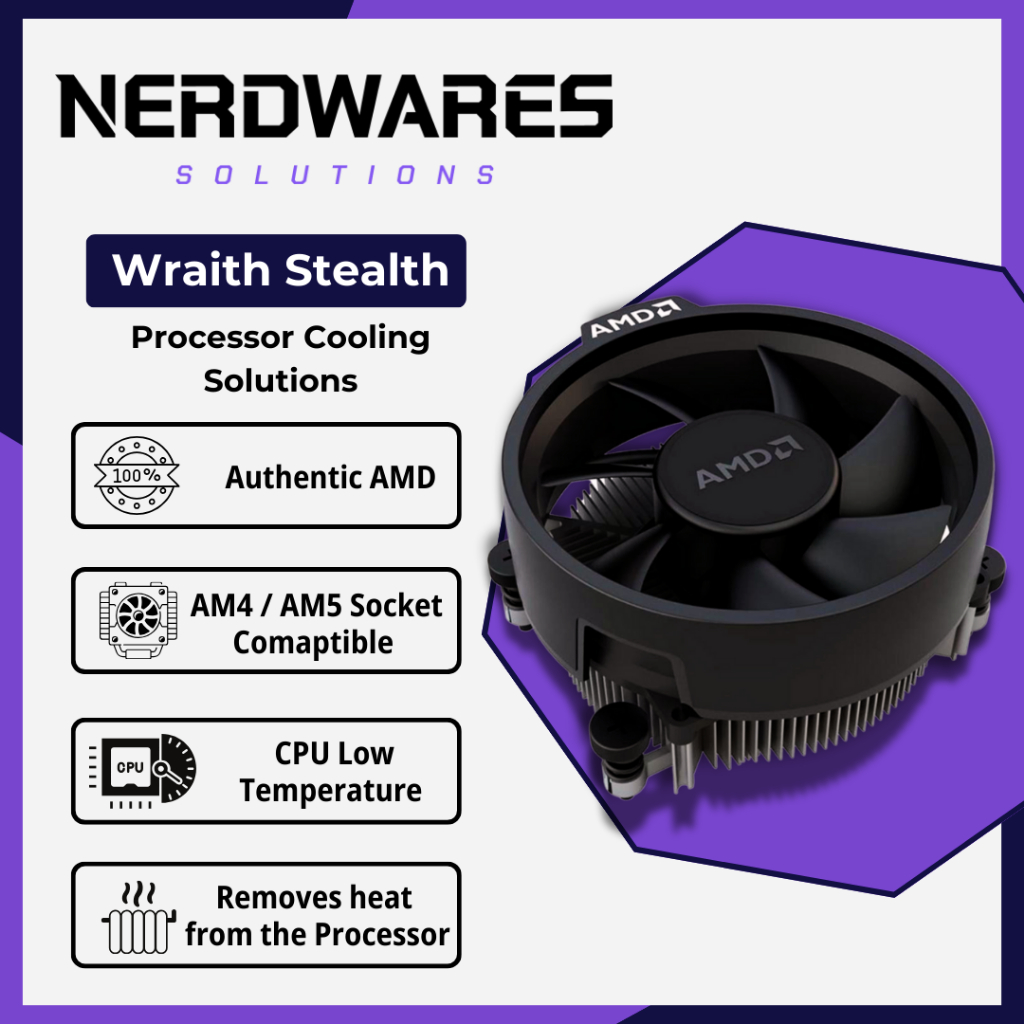 NERDWARES
SOLUTIONS
Wraith Stealth
Processor Cooling
Solutions
100%
Authentic AMD
AM4 / AM5 Socket
Comaptible
CPU
CPU Low
Temperature
Removes heat
from the Processor
AMD
AMD